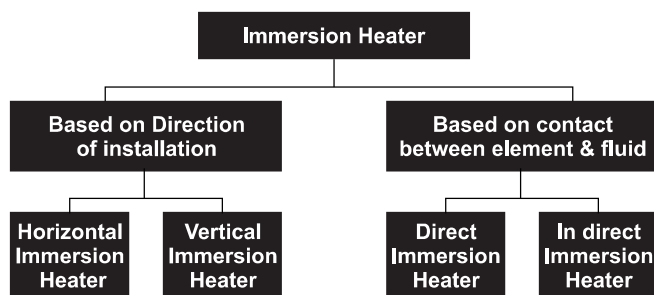 Immersion Heater
Based on Direction
of installation
Based on contact
between element & fluid
Horizontal
Immersion
Heater
Vertical
Immersion
Heater
Direct
Immersion
Heater
In direct
Immersion
Heater